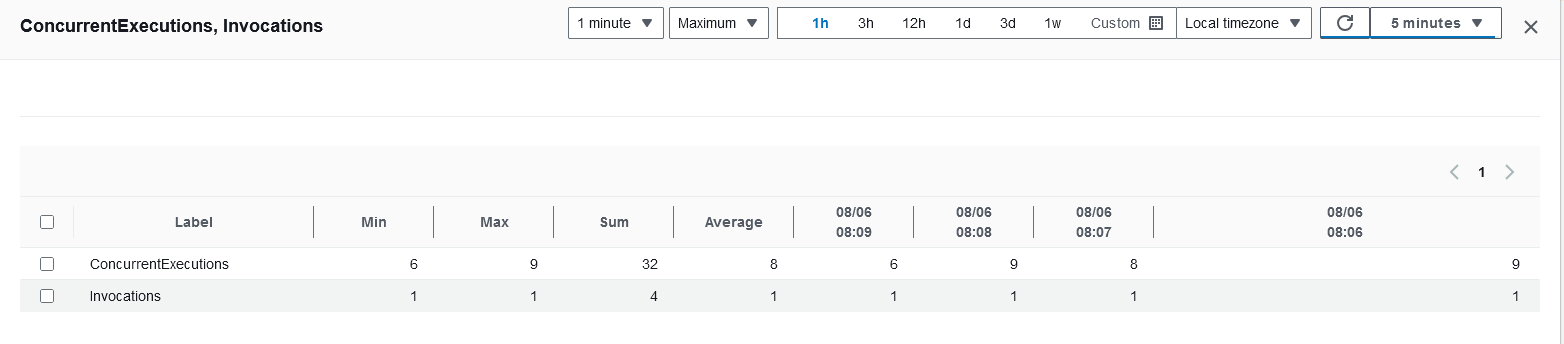 ConcurrentExecutions, Invocations
1 minute
Maximum
1h 3h 12h 1d 3d 1w Custom
Local timezone
5 minutes
1
Label Min Max Sum Average 08/06 08:09 08/06 08:08 08/06 08:07 08/06 08:06
ConcurrentExecutions 6 9 32 8 6 9 8 9
Invocations 1 1 4 1 1 1 1 1